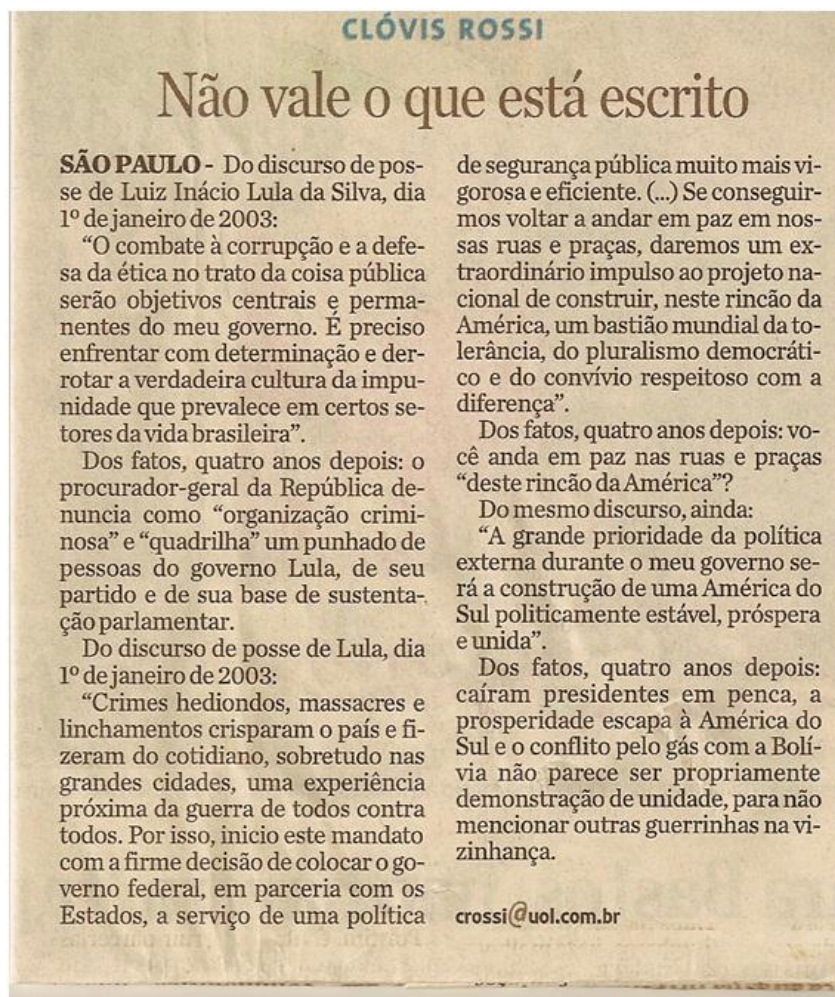 CLÓVIS ROSSI
Não vale o que está escrito
SÃO PAULO - Do discurso de pos-
se de Luiz Inácio Lula da Silva, dia
1º de janeiro de 2003:
“O combate à corrupção e a defe-
sa da ética no trato da coisa pública
serão objetivos centrais e perma-
nentes do meu governo. É preciso
enfrentar com determinação e der-
rotar a verdadeira cultura da impu-
nidade que prevalece em certos se-
tores da vida brasileira”.
Dos fatos, quatro anos depois: o
procurador-geral da República de-
nuncia como “organização crimi-
nosa” e “quadrilha” um punhado de
pessoas do governo Lula, de seu
partido e de sua base de sustenta-
ção parlamentar.
Do discurso de posse de Lula, dia
1º de janeiro de 2003:
“Crimes hediondos, massacres e
linchamentos crisparam o país e fi-
zeram do cotidiano, sobretudo nas
grandes cidades, uma experiência
próxima da guerra de todos contra
todos. Por isso, inicio este mandato
com a firme decisão de colocar o go-
verno federal, em parceria com os
Estados, a serviço de uma política
de segurança pública muito mais vi-
gorosa e eficiente. (...) Se conseguir-
mos voltar a andar em paz em nos-
sas ruas e praças, daremos um ex-
traordinário impulso ao projeto na-
cional de construir, neste rincão da
América, um bastião mundial da to-
lerância, do pluralismo democráti-
co e do convívio respeitoso com a
diferença”.
Dos fatos, quatro anos depois: vo-
cê anda em paz nas ruas e praças
“deste rincão da América”?
Do mesmo discurso, ainda:
“A grande prioridade da política
externa durante o meu governo se-
rá a construção de uma América do
Sul politicamente estável, próspera
e unida”.
Dos fatos, quatro anos depois:
caíram presidentes em penca, a
prosperidade escapa à América do
Sul e o conflito pelo gás com a Bolí-
via não parece ser propriamente
demonstração de unidade, para não
mencionar outras guerrinhas na vi-
zinhança.
crossi@uol.com.br